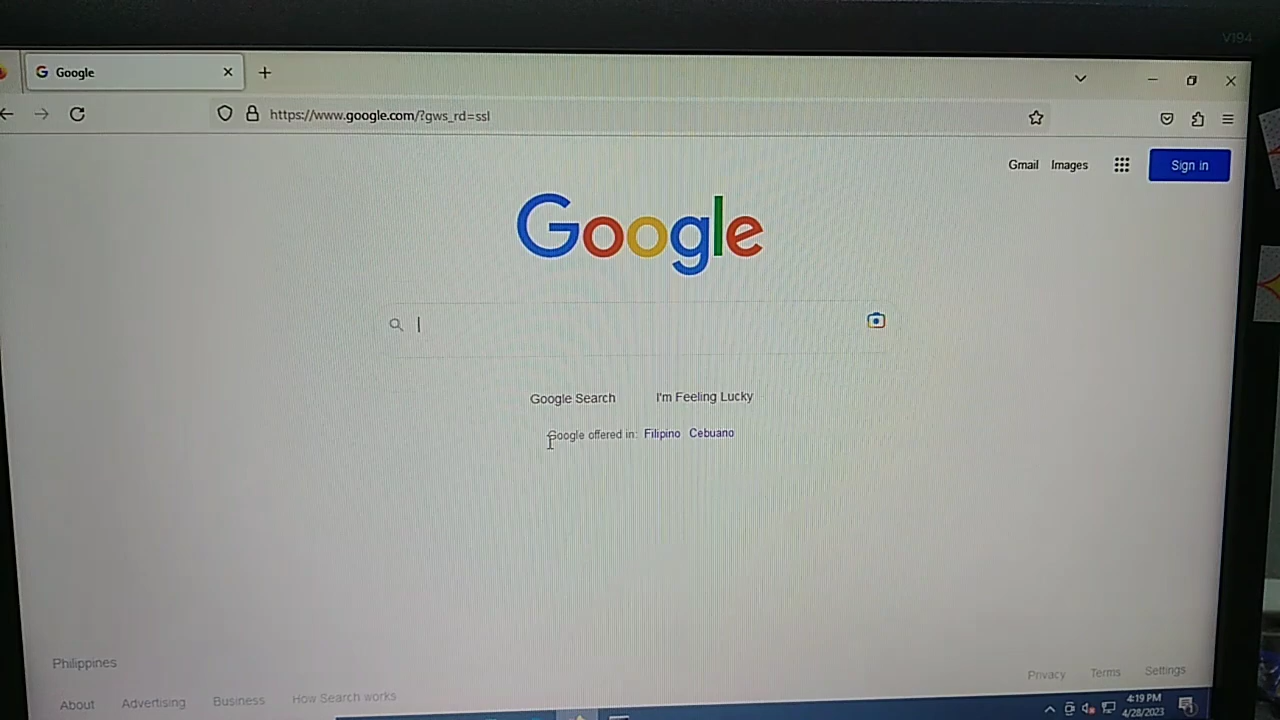 V194
Google
https://www.google.com/?gws_rd=ssl
Gmail Images Sign in
Google
Google Search I'm Feeling Lucky
Google offered in: Filipino Cebuano
Philippines
About Advertising Business How Search works
Privacy Terms Settings
4:19 PM
4/28/2023